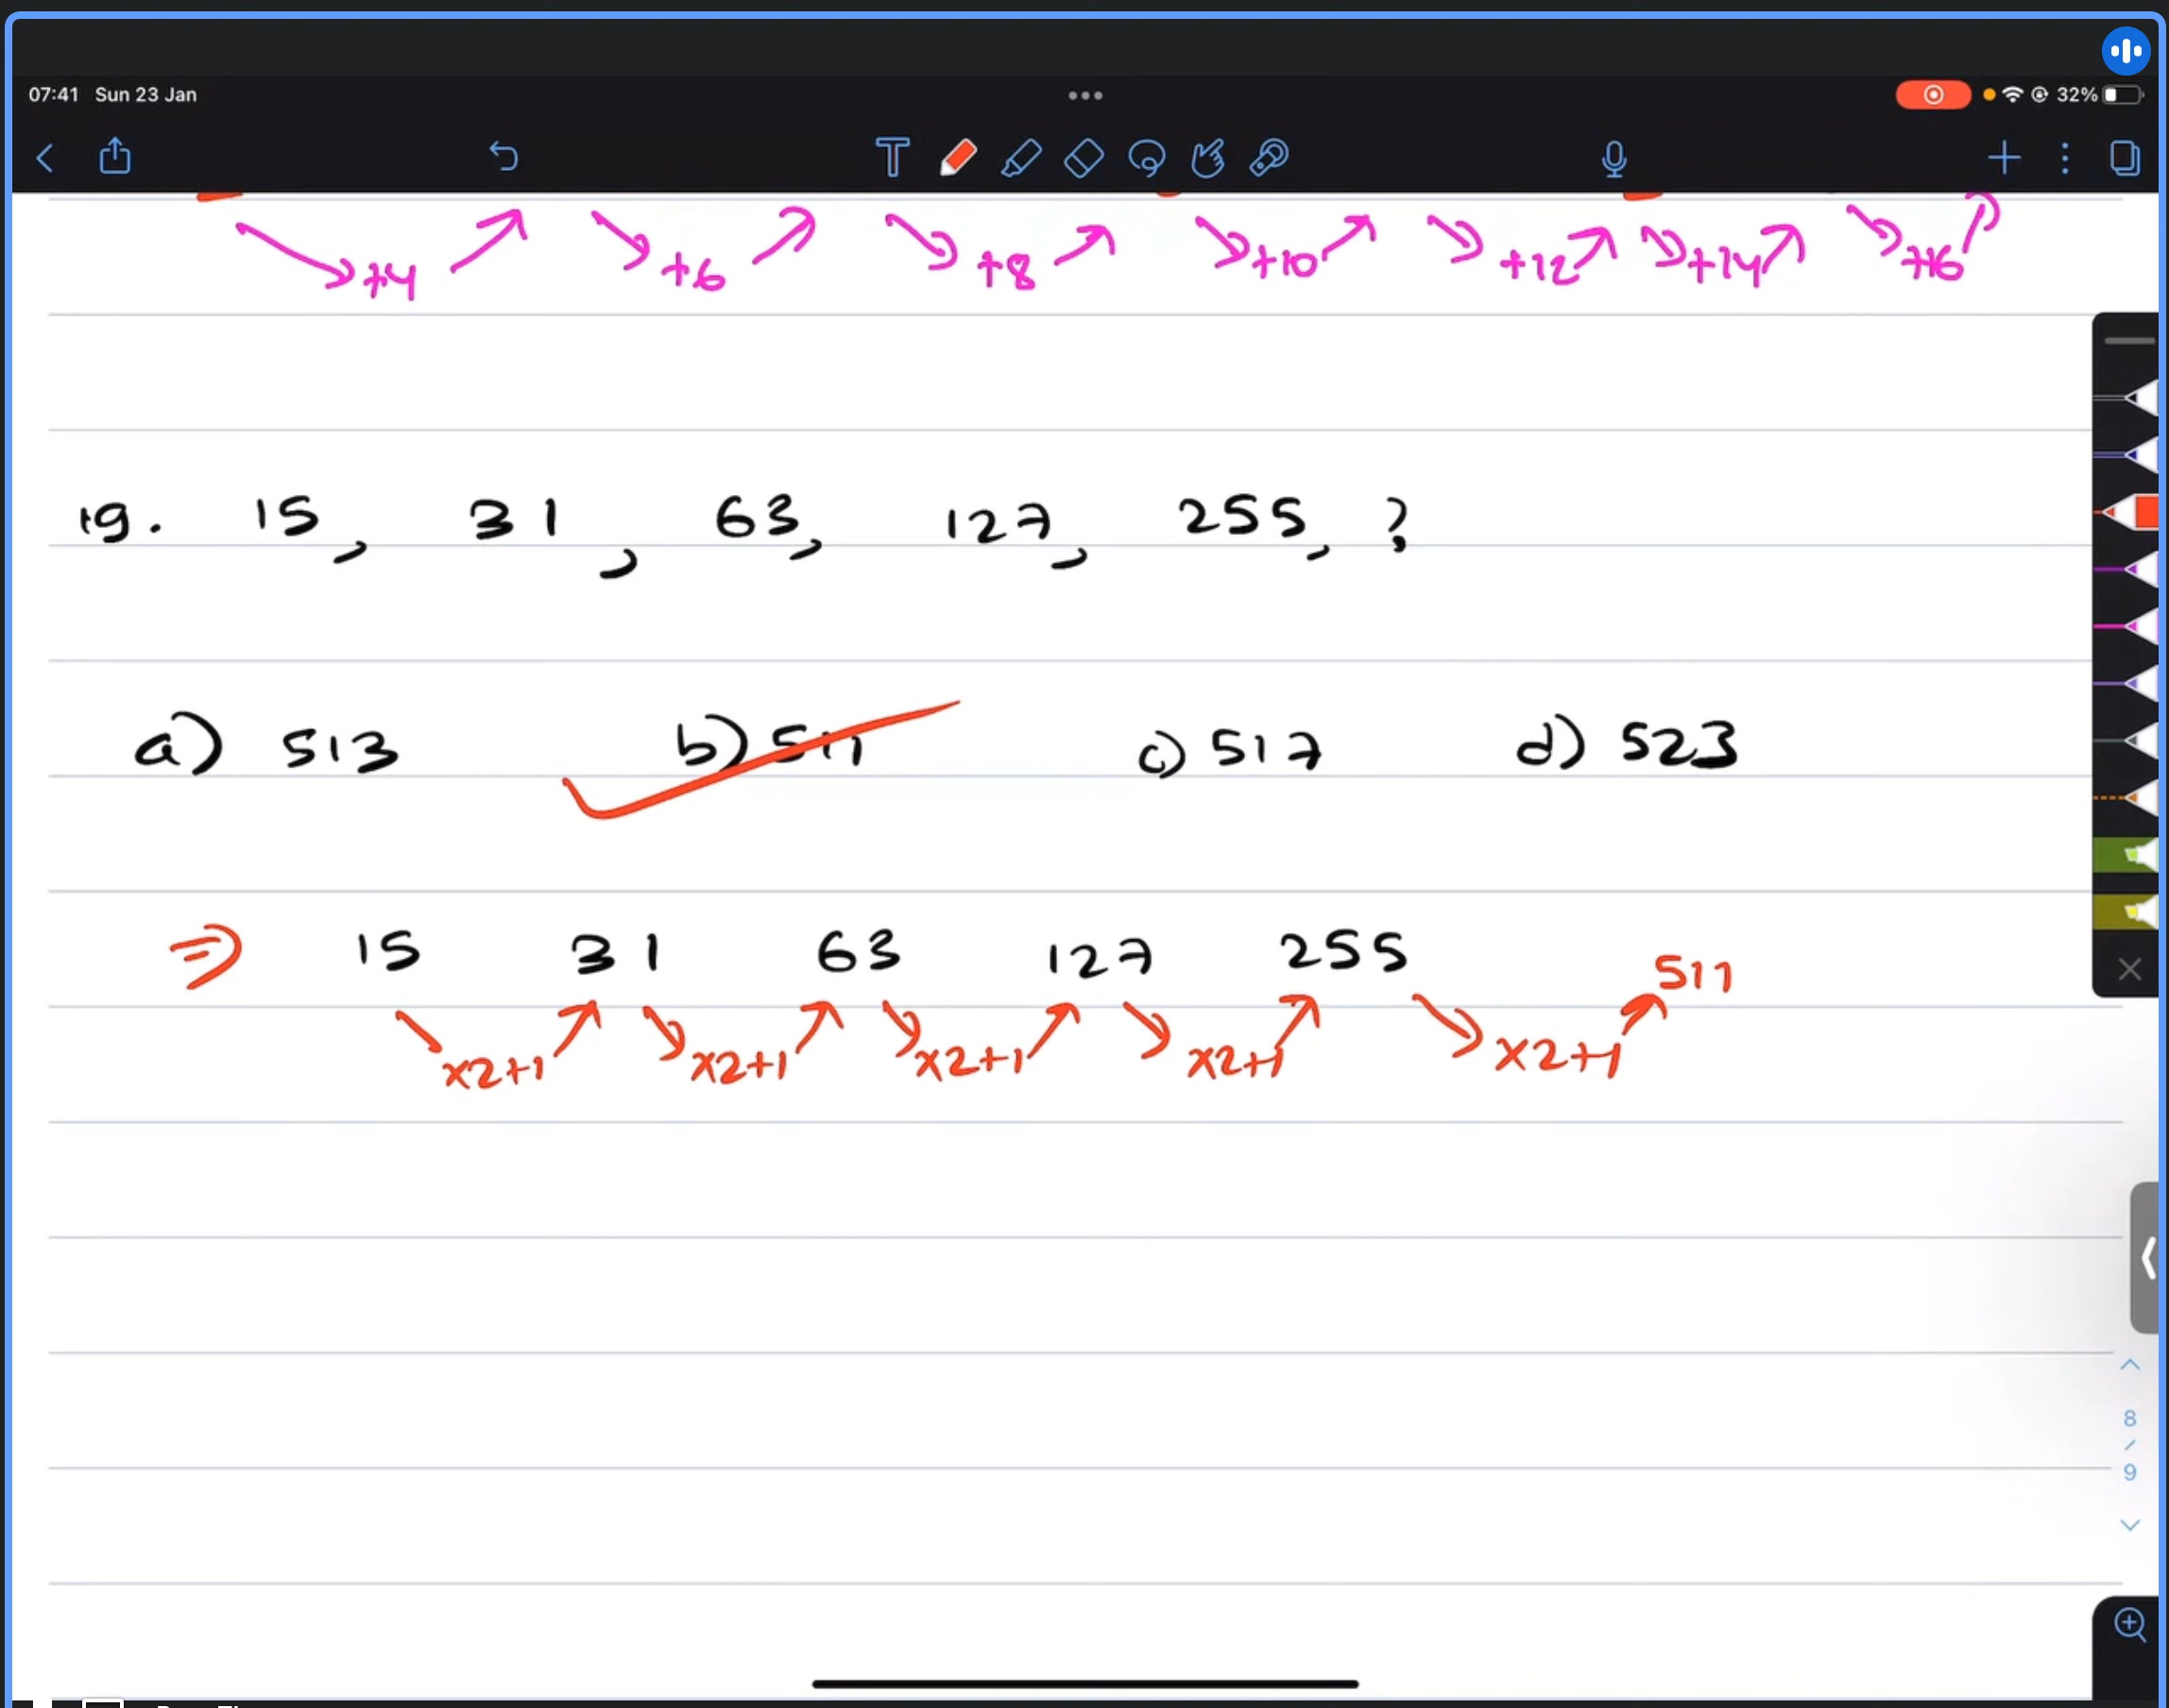 07:41 Sun 23 Jan
32%
T
+4 +6 +8 +10 +12 +14 +16
19. 15, 31, 63, 127, 255, ?
a) 513 b) 511 c) 517 d) 523
⇒ 15 31 63 127 255 511
x2+1 x2+1 x2+1 x2+1 x2+1
8
/
9